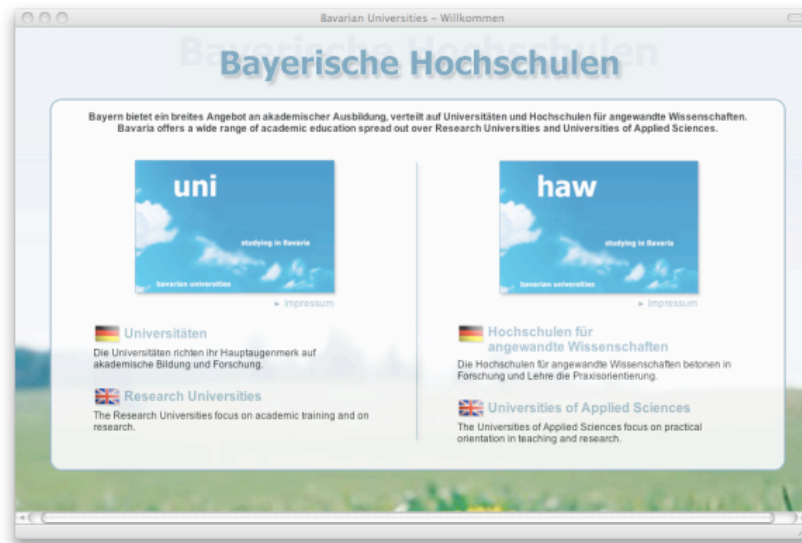 Bavarian Universities – Willkommen
Bayerische Hochschulen
Bayerische Hochschulen
Bayern bietet ein breites Angebot an akademischer Ausbildung, verteilt auf Universitäten und Hochschulen für angewandte Wissenschaften.
Bavaria offers a wide range of academic education spread out over Research Universities and Universities of Applied Sciences.
uni
studying in Bavaria
bavarian universities
► Impressum
Universitäten
Die Universitäten richten ihr Hauptaugenmerk auf
akademische Bildung und Forschung.
Research Universities
The Research Universities focus on academic training and on
research.
haw
studying in Bavaria
bavarian universities
► Impressum
Hochschulen für
angewandte Wissenschaften
Die Hochschulen für angewandte Wissenschaften betonen in
Forschung und Lehre die Praxisorientierung.
Universities of Applied Sciences
The Universities of Applied Sciences focus on practical
orientation in teaching and research.